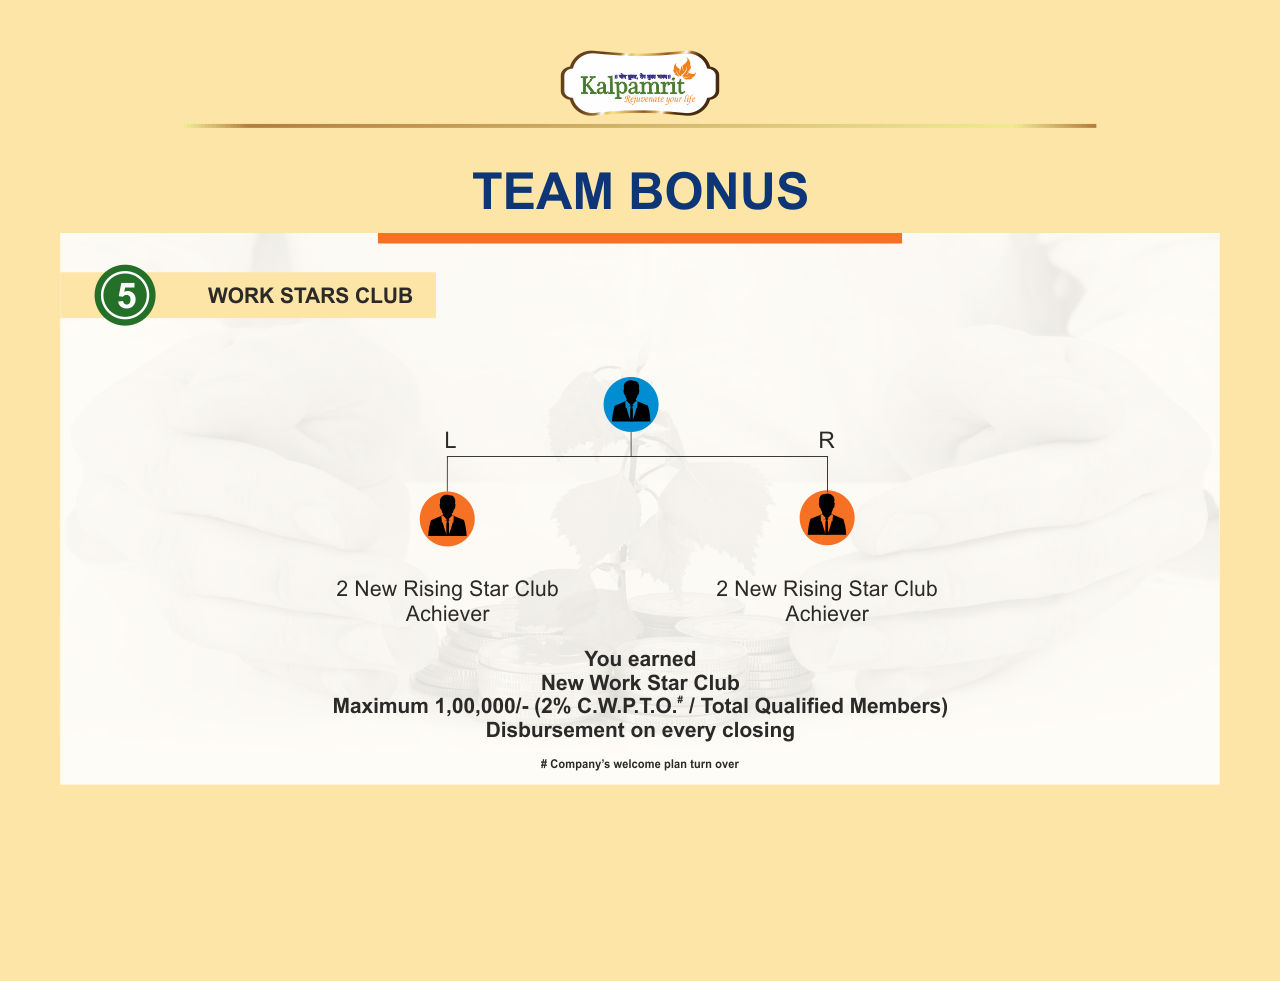 Kalpamrit
Rejuvenate your life
TEAM BONUS
5
WORK STARS CLUB
L
R
2 New Rising Star Club
Achiever
2 New Rising Star Club
Achiever
You earned
New Work Star Club
Maximum 1,00,000/- (2% C.W.P.T.O.# / Total Qualified Members)
Disbursement on every closing
# Company's welcome plan turn over